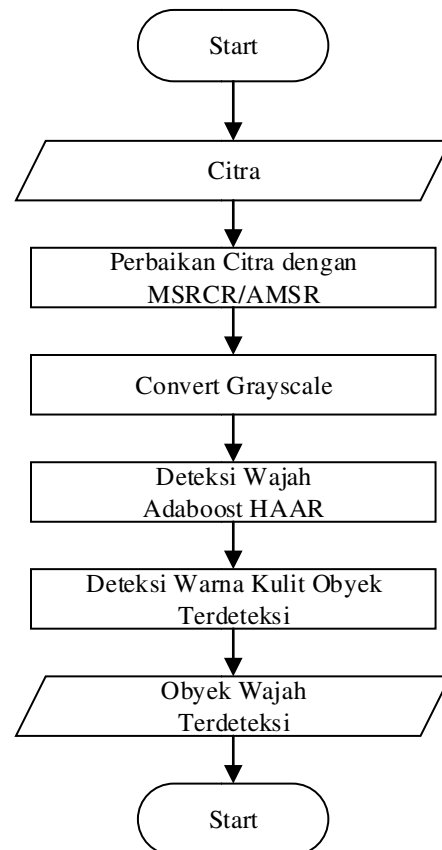 Start
Citra
Perbaikan Citra dengan
MSRCR/AMSR
Convert Grayscale
Deteksi Wajah
Adaboost HAAR
Deteksi Warna Kulit Obyek
Terdeteksi
Obyek Wajah
Terdeteksi
Start